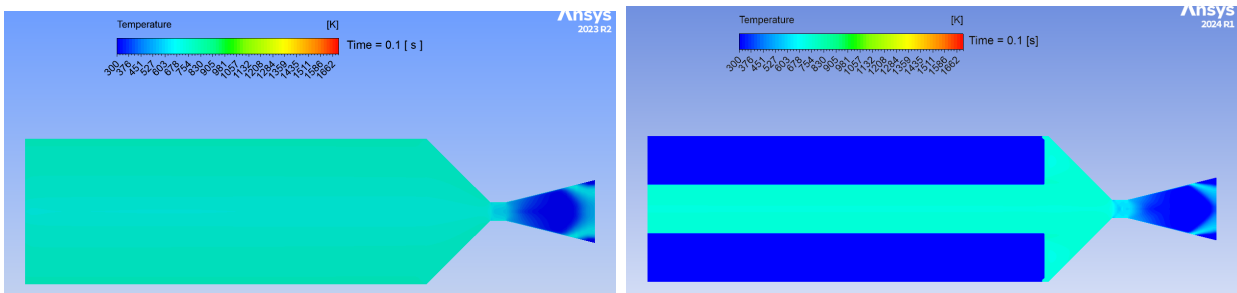 Ansys
2023 R2
Temperature [K]
Time = 0.1 [ s ]
300 376 451 527 603 678 754 830 905 981 1057 1132 1208 1284 1359 1435 1511 1586 1662
Ansys
2024 R1
Temperature [K]
Time = 0.1 [s]
300 376 451 527 603 678 754 830 905 981 1057 1132 1208 1284 1359 1435 1511 1586 1662